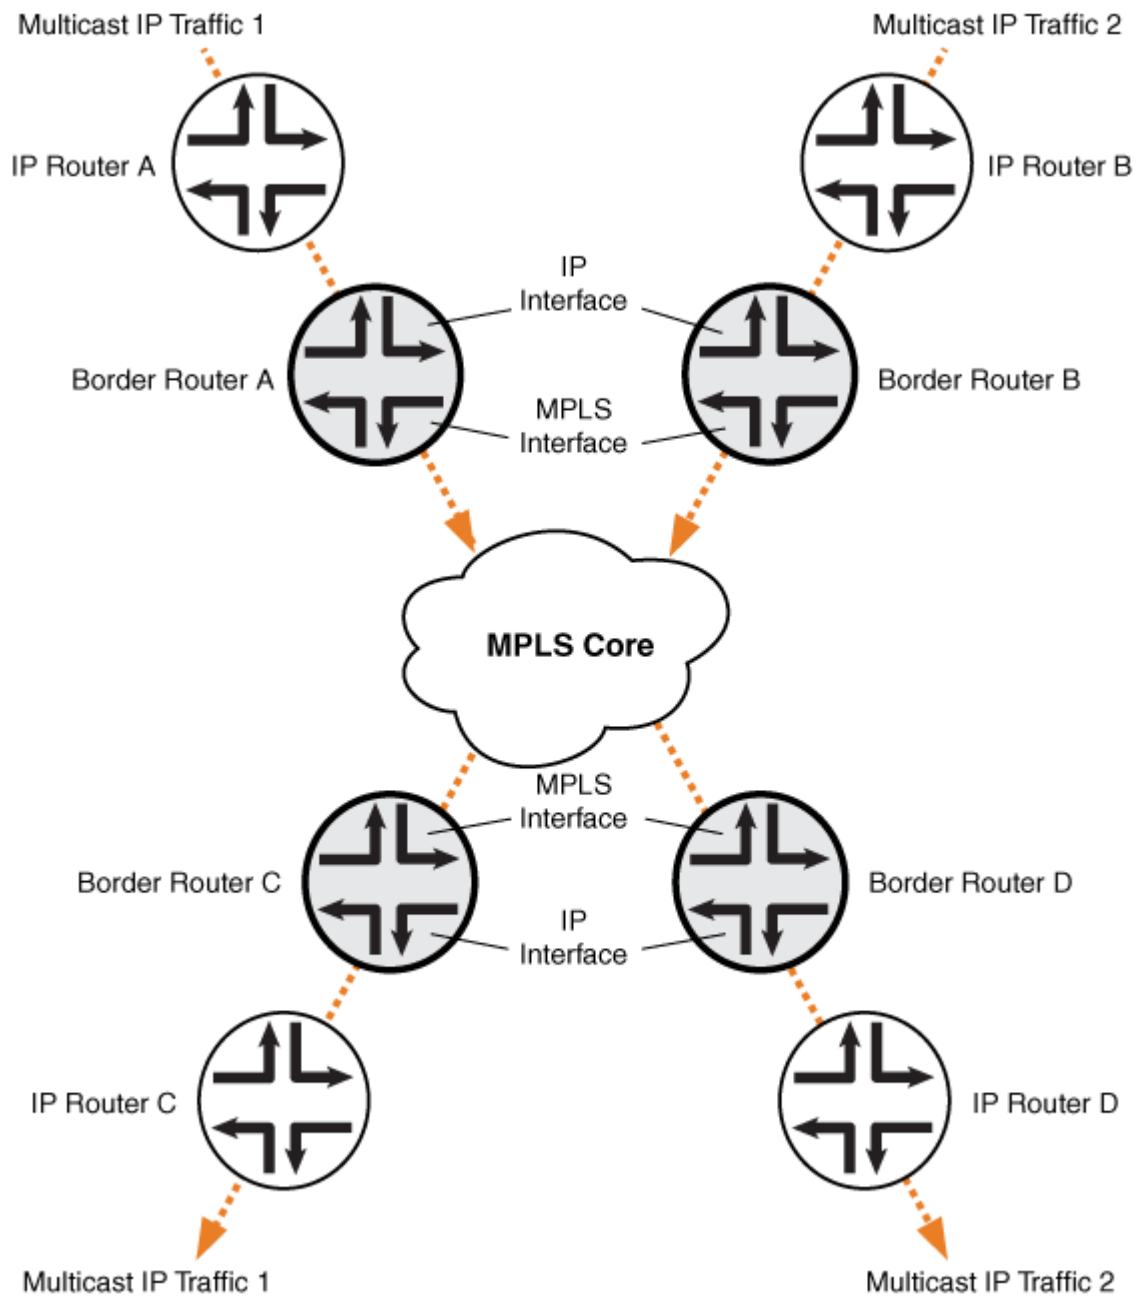 Multicast IP Traffic 1
Multicast IP Traffic 2
IP Router A
IP Router B
IP
Interface
Border Router A
Border Router B
MPLS
Interface
MPLS Core
MPLS
Interface
Border Router C
Border Router D
IP
Interface
IP Router C
IP Router D
Multicast IP Traffic 1
Multicast IP Traffic 2